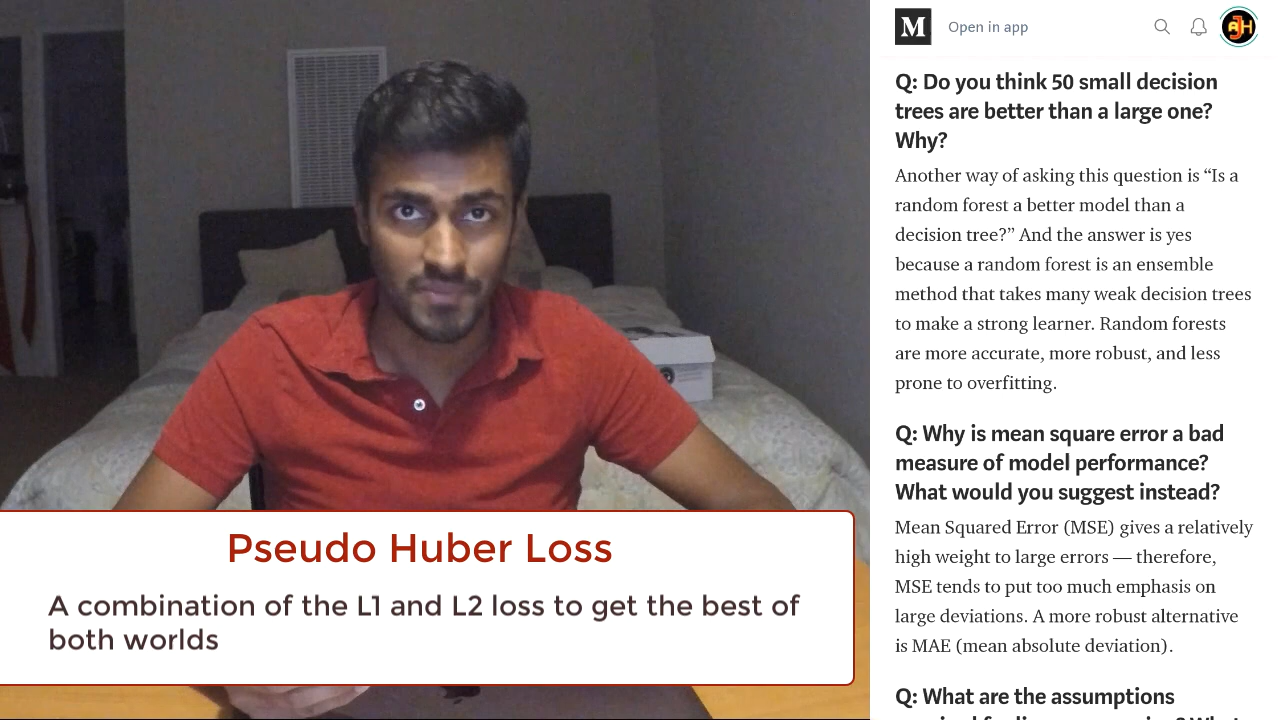 Pseudo Huber Loss
A combination of the L1 and L2 loss to get the best of
both worlds
M
Open in app
Q: Do you think 50 small decision
trees are better than a large one?
Why?
Another way of asking this question is “Is a
random forest a better model than a
decision tree?” And the answer is yes
because a random forest is an ensemble
method that takes many weak decision trees
to make a strong learner. Random forests
are more accurate, more robust, and less
prone to overfitting.
Q: Why is mean square error a bad
measure of model performance?
What would you suggest instead?
Mean Squared Error (MSE) gives a relatively
high weight to large errors — therefore,
MSE tends to put too much emphasis on
large deviations. A more robust alternative
is MAE (mean absolute deviation).
Q: What are the assumptions